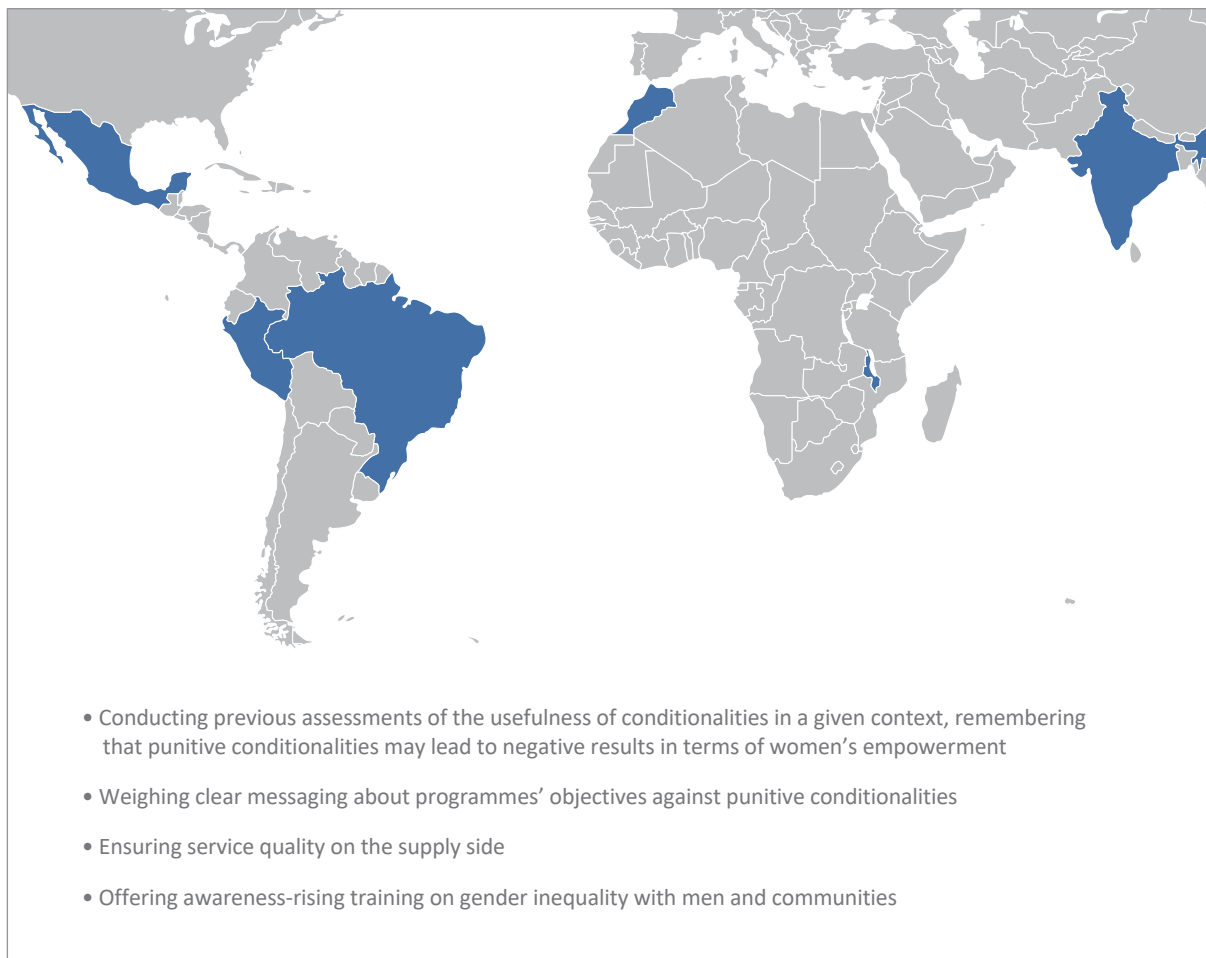 • Conducting previous assessments of the usefulness of conditionalities in a given context, remembering
that punitive conditionalities may lead to negative results in terms of women’s empowerment
• Weighing clear messaging about programmes’ objectives against punitive conditionalities
• Ensuring service quality on the supply side
• Offering awareness-rising training on gender inequality with men and communities